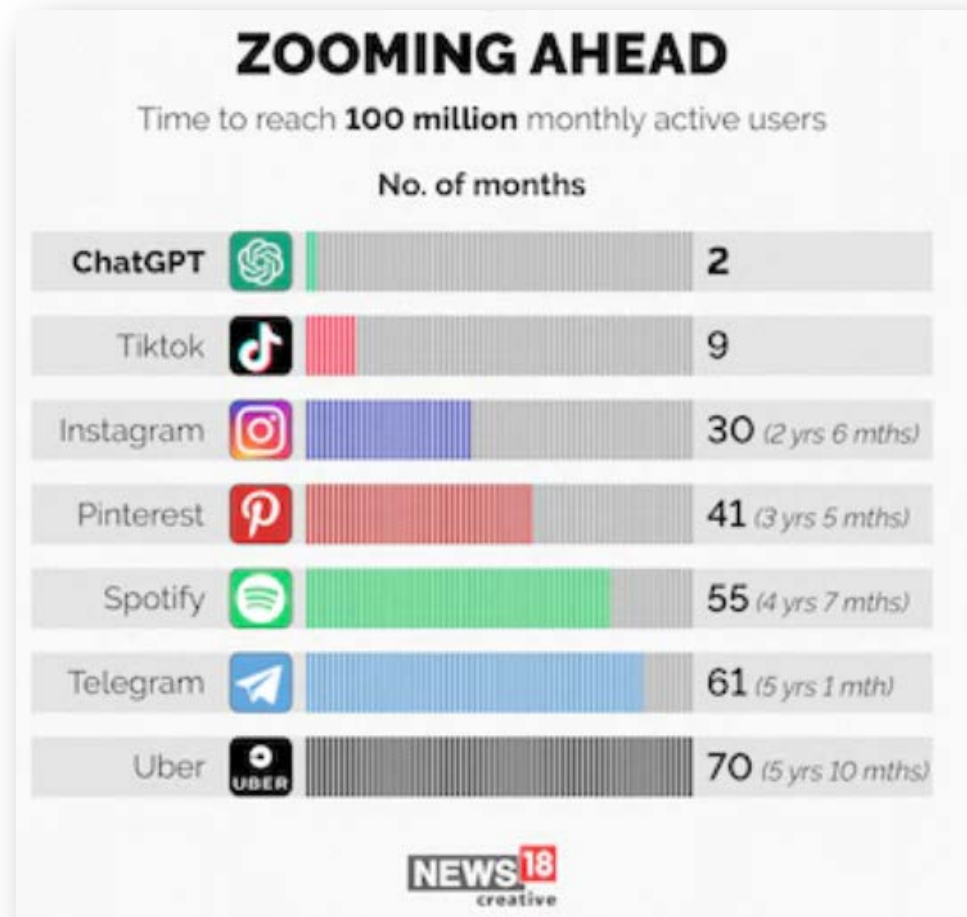 ZOOMING AHEAD
Time to reach 100 million monthly active users
No. of months
ChatGPT 2
Tiktok 9
Instagram 30 (2 yrs 6 mths)
Pinterest 41 (3 yrs 5 mths)
Spotify 55 (4 yrs 7 mths)
Telegram 61 (5 yrs 1 mth)
Uber UBER 70 (5 yrs 10 mths)
NEWS 18
creative